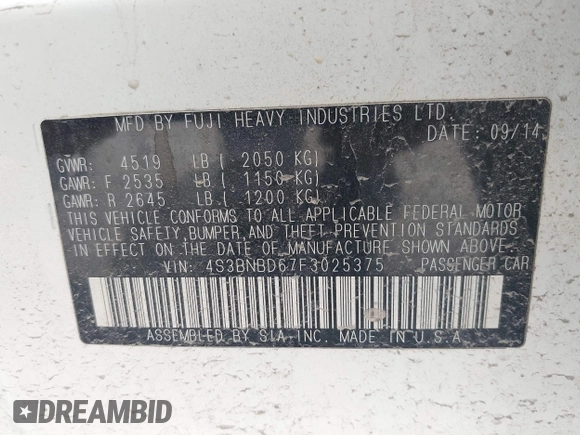 MFD BY FUJI HEAVY INDUSTRIES LTD.
DATE: 09/14
GVWR: 4519 LB ( 2050 KG)
GAWR: F 2535 LB ( 1150 KG)
GAWR: R 2645 LB ( 1200 KG)
THIS VEHICLE CONFORMS TO ALL APPLICABLE FEDERAL MOTOR
VEHICLE SAFETY, BUMPER, AND THEFT PREVENTION STANDARDS
IN EFFECT ON THE DATE OF MANUFACTURE SHOWN ABOVE.
VIN: 4S3BNBD67F3025375 PASSENGER CAR
ASSEMBLED BY SIA, INC. MADE IN U.S.A.
DREAMBID